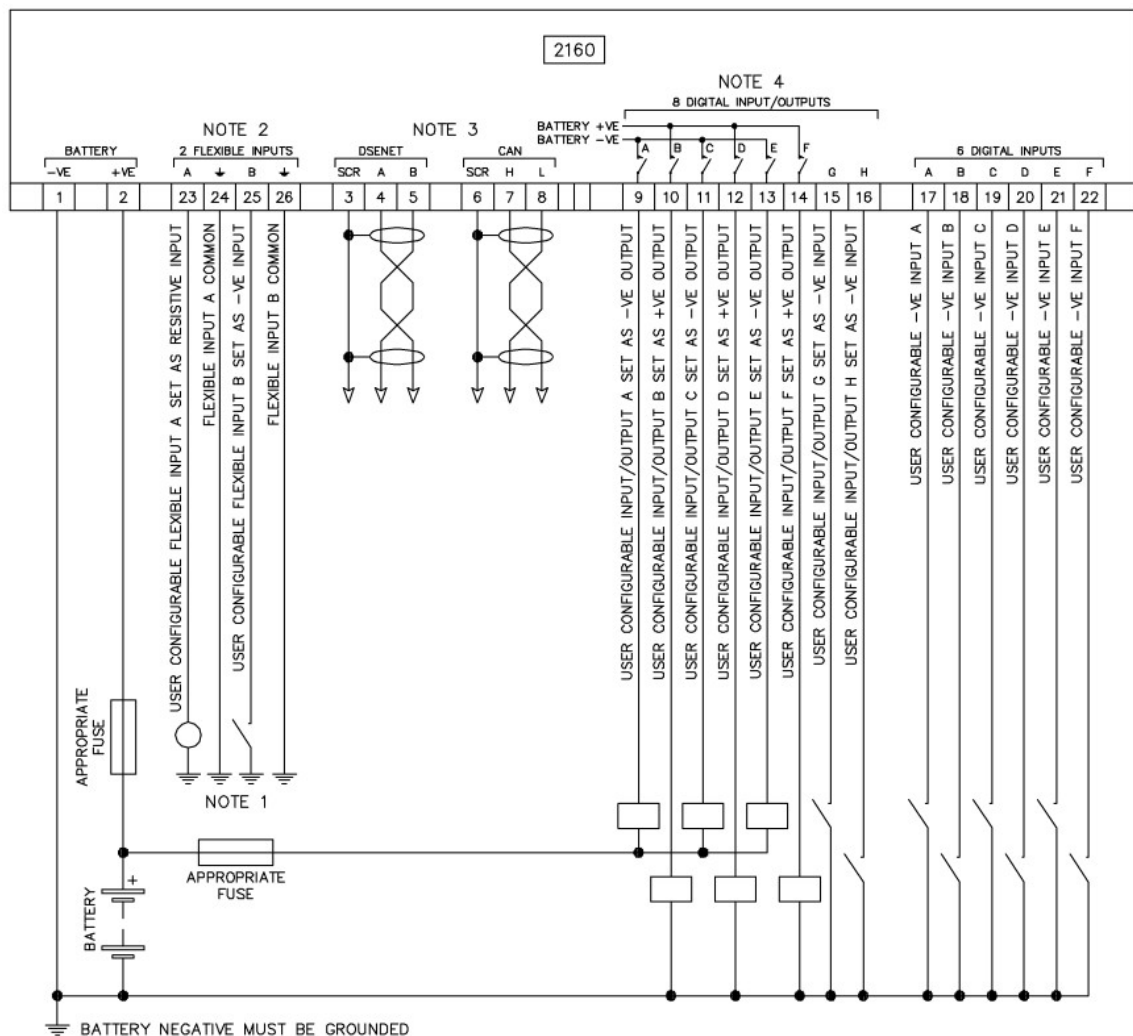 2160
NOTE 4
8 DIGITAL INPUT/OUTPUTS
NOTE 2
NOTE 3
BATTERY +VE
BATTERY -VE
A B C D E F
BATTERY
2 FLEXIBLE INPUTS
DSENET
CAN
6 DIGITAL INPUTS
-VE +VE A B SCR A B SCR H L G H A B C D E F
1 2 23 24 25 26 3 4 5 6 7 8 9 10 11 12 13 14 15 16 17 18 19 20 21 22
USER CONFIGURABLE FLEXIBLE INPUT A SET AS RESISTIVE INPUT
FLEXIBLE INPUT A COMMON
USER CONFIGURABLE FLEXIBLE INPUT B SET AS -VE INPUT
FLEXIBLE INPUT B COMMON
USER CONFIGURABLE INPUT/OUTPUT A SET AS -VE OUTPUT
USER CONFIGURABLE INPUT/OUTPUT B SET AS +VE OUTPUT
USER CONFIGURABLE INPUT/OUTPUT C SET AS -VE OUTPUT
USER CONFIGURABLE INPUT/OUTPUT D SET AS +VE OUTPUT
USER CONFIGURABLE INPUT/OUTPUT E SET AS -VE OUTPUT
USER CONFIGURABLE INPUT/OUTPUT F SET AS +VE OUTPUT
USER CONFIGURABLE INPUT/OUTPUT G SET AS -VE INPUT
USER CONFIGURABLE INPUT/OUTPUT H SET AS -VE INPUT
USER CONFIGURABLE -VE INPUT A
USER CONFIGURABLE -VE INPUT B
USER CONFIGURABLE -VE INPUT C
USER CONFIGURABLE -VE INPUT D
USER CONFIGURABLE -VE INPUT E
USER CONFIGURABLE -VE INPUT F
APPROPRIATE
FUSE
NOTE 1
APPROPRIATE
FUSE
+
BATTERY
BATTERY NEGATIVE MUST BE GROUNDED